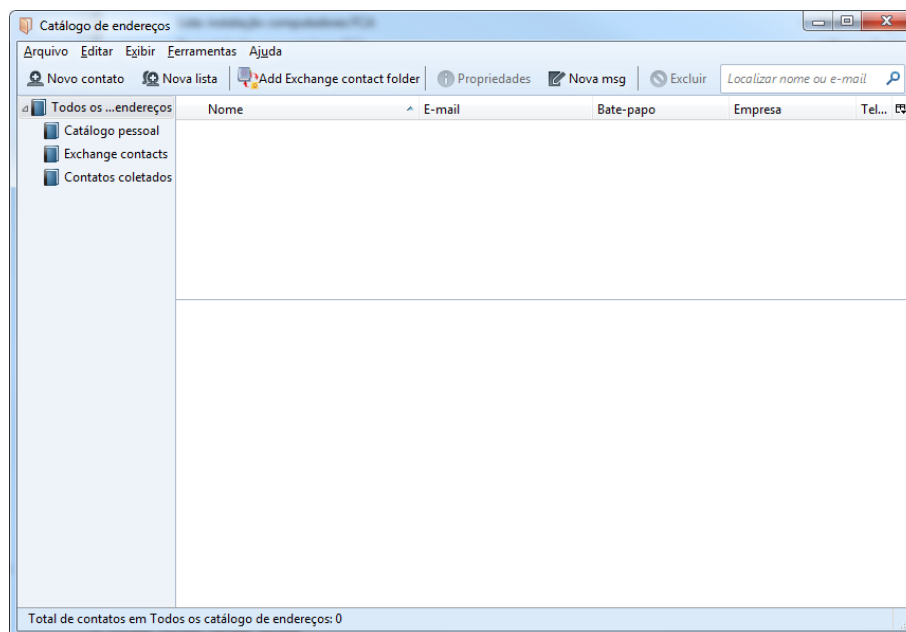 Catálogo de endereços
Arquivo Editar Exibir Ferramentas Ajuda
Novo contato Nova lista Add Exchange contact folder Propriedades Nova msg Excluir Localizar nome ou e-mail
Todos os ...endereços Nome E-mail Bate-papo Empresa Tel...
Catálogo pessoal
Exchange contacts
Contatos coletados
Total de contatos em Todos os catálogo de endereços: 0